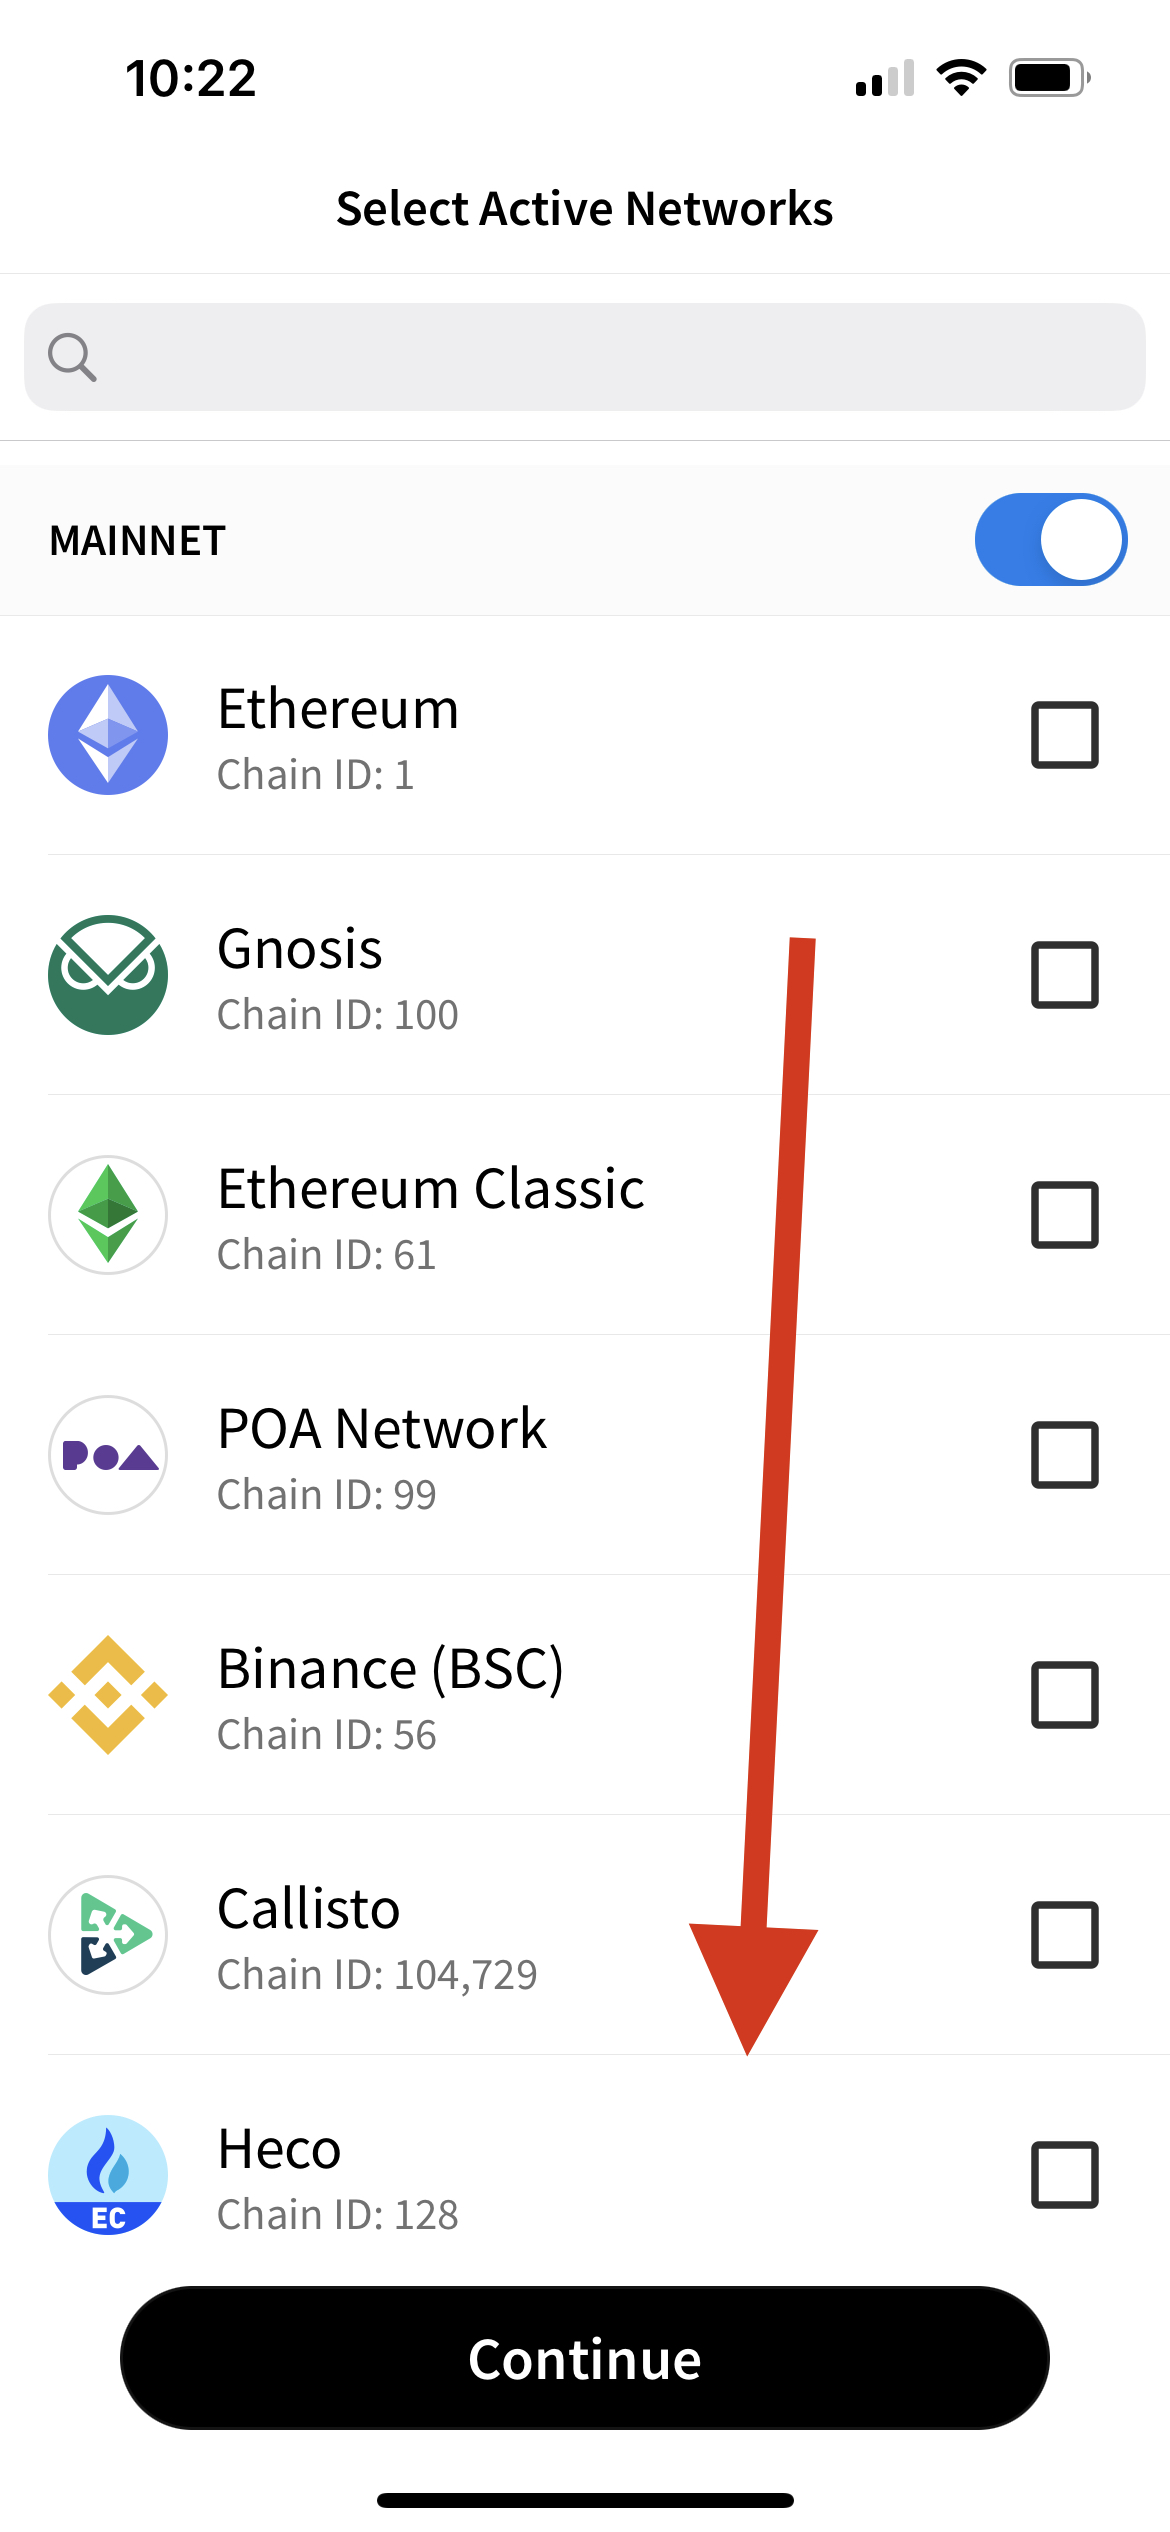 10:22
Select Active Networks
MAINNET
Ethereum
Chain ID: 1
Gnosis
Chain ID: 100
Ethereum Classic
Chain ID: 61
POA
POA Network
Chain ID: 99
Binance (BSC)
Chain ID: 56
Callisto
Chain ID: 104,729
Heco
EC
Chain ID: 128
Continue